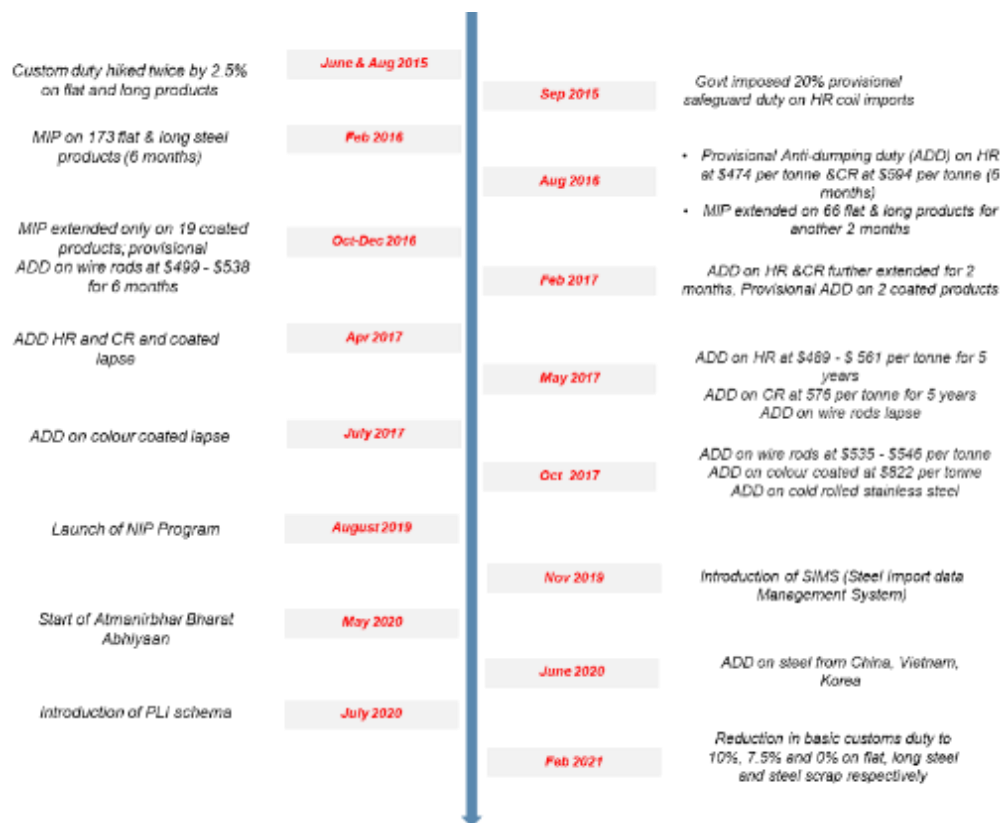 June & Aug 2015
Custom duty hiked twice by 2.5%
on flat and long products
Sep 2015
Govt imposed 20% provisional
safeguard duty on HR coil imports
Feb 2016
MIP on 173 flat & long steel
products (6 months)
Aug 2016
• Provisional Anti-dumping duty (ADD) on HR
at $474 per tonne &CR at $594 per tonne (6
months)
• MIP extended on 66 flat & long products for
another 2 months
Oct-Dec 2016
MIP extended only on 19 coated
products; provisional
ADD on wire rods at $499 - $538
for 6 months
Feb 2017
ADD on HR &CR further extended for 2
months, Provisional ADD on 2 coated products
Apr 2017
ADD HR and CR and coated
lapse
May 2017
ADD on HR at $489 - $ 561 per tonne for 5
years
ADD on CR at 576 per tonne for 5 years
ADD on wire rods lapse
July 2017
ADD on colour coated lapse
Oct 2017
ADD on wire rods at $535 - $546 per tonne
ADD on colour coated at $822 per tonne
ADD on cold rolled stainless steel
August 2019
Launch of NIP Program
Nov 2019
Introduction of SIMS (Steel Import data
Management System)
May 2020
Start of Atmanirbhar Bharat
Abhiyaan
June 2020
ADD on steel from China, Vietnam,
Korea
July 2020
Introduction of PLI schema
Feb 2021
Reduction in basic customs duty to
10%, 7.5% and 0% on flat, long steel
and steel scrap respectively